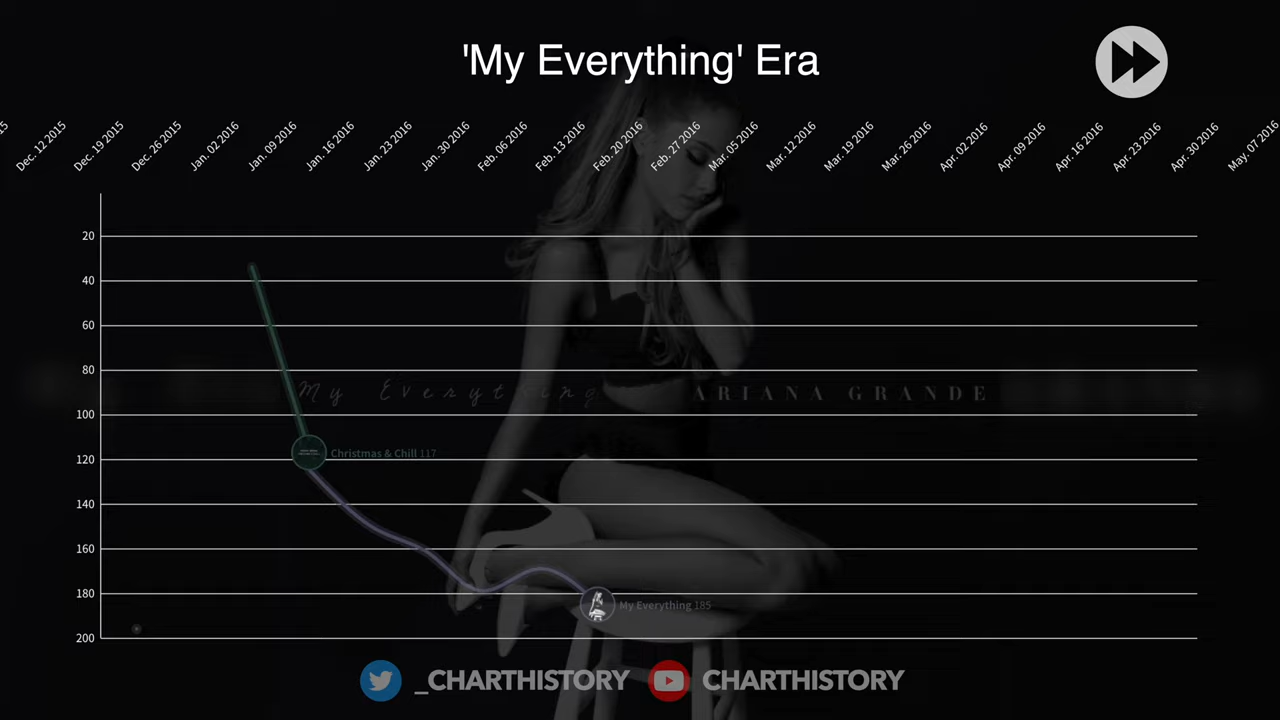 'My Everything' Era
Dec. 12 2015
Dec. 19 2015
Dec. 26 2015
Jan. 02 2016
Jan. 09 2016
Jan. 16 2016
Jan. 23 2016
Jan. 30 2016
Feb. 06 2016
Feb. 13 2016
Feb. 20 2016
Feb. 27 2016
Mar. 05 2016
Mar. 12 2016
Mar. 19 2016
Mar. 26 2016
Apr. 02 2016
Apr. 09 2016
Apr. 16 2016
Apr. 23 2016
Apr. 30 2016
May. 07 2016
20
40
60
80
My Everything ARIANA GRANDE
100
Christmas & Chill 117
120
140
160
180
My Everything 185
200
_CHARTHISTORY CHARTHISTORY